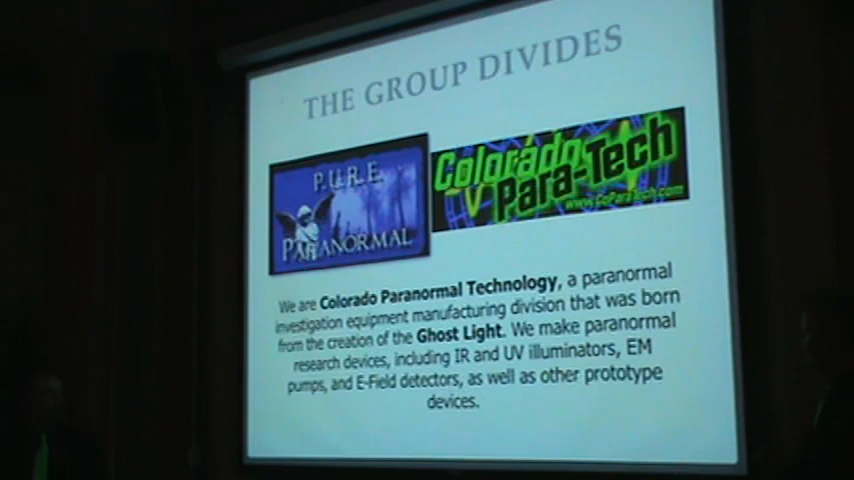 THE GROUP DIVIDES
P.U.R.E.
PARANORMAL
Colorado
Para-Tech
www.CoParaTech.com
We are Colorado Paranormal Technology, a paranormal
investigation equipment manufacturing division that was born
from the creation of the Ghost Light. We make paranormal
research devices, including IR and UV illuminators, EM
pumps, and E-Field detectors, as well as other prototype
devices.